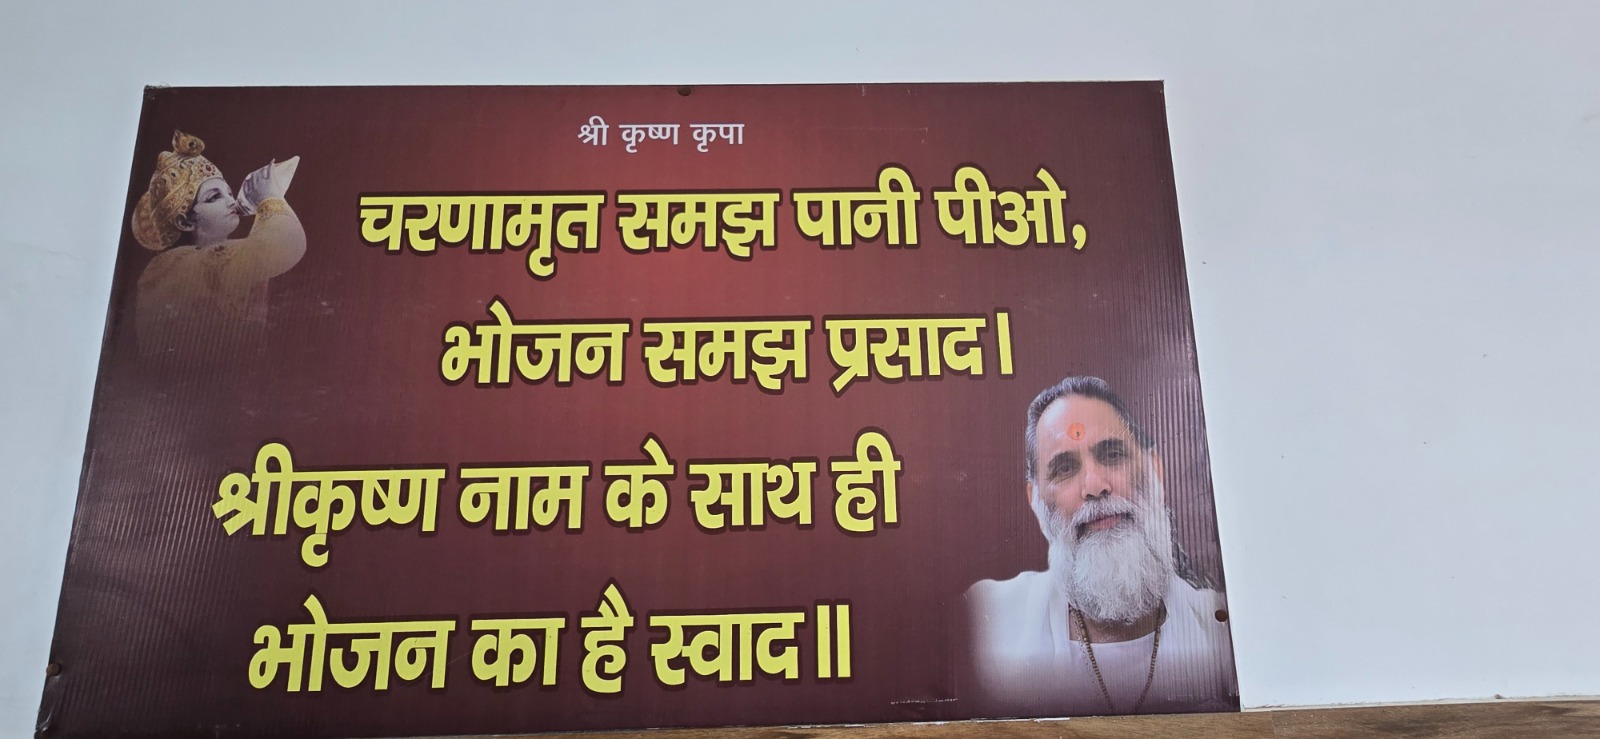 श्री कृष्ण कृपा
चरणामृत समझ पानी पीओ,
भोजन समझ प्रसाद।
श्रीकृष्ण नाम के साथ ही
भोजन का है स्वाद॥